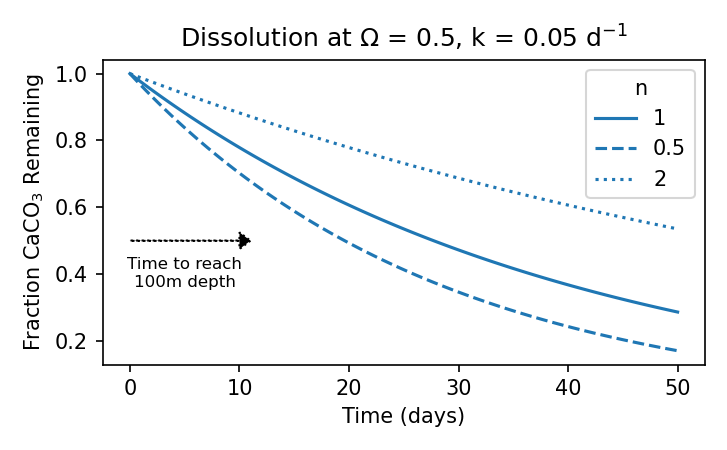 Dissolution at Ω = 0.5, k = 0.05 d⁻¹
Fraction CaCO₃ Remaining
1.0
0.8
0.6
0.4
0.2
n
1
0.5
2
Time to reach
100m depth
0
10
20
30
40
50
Time (days)